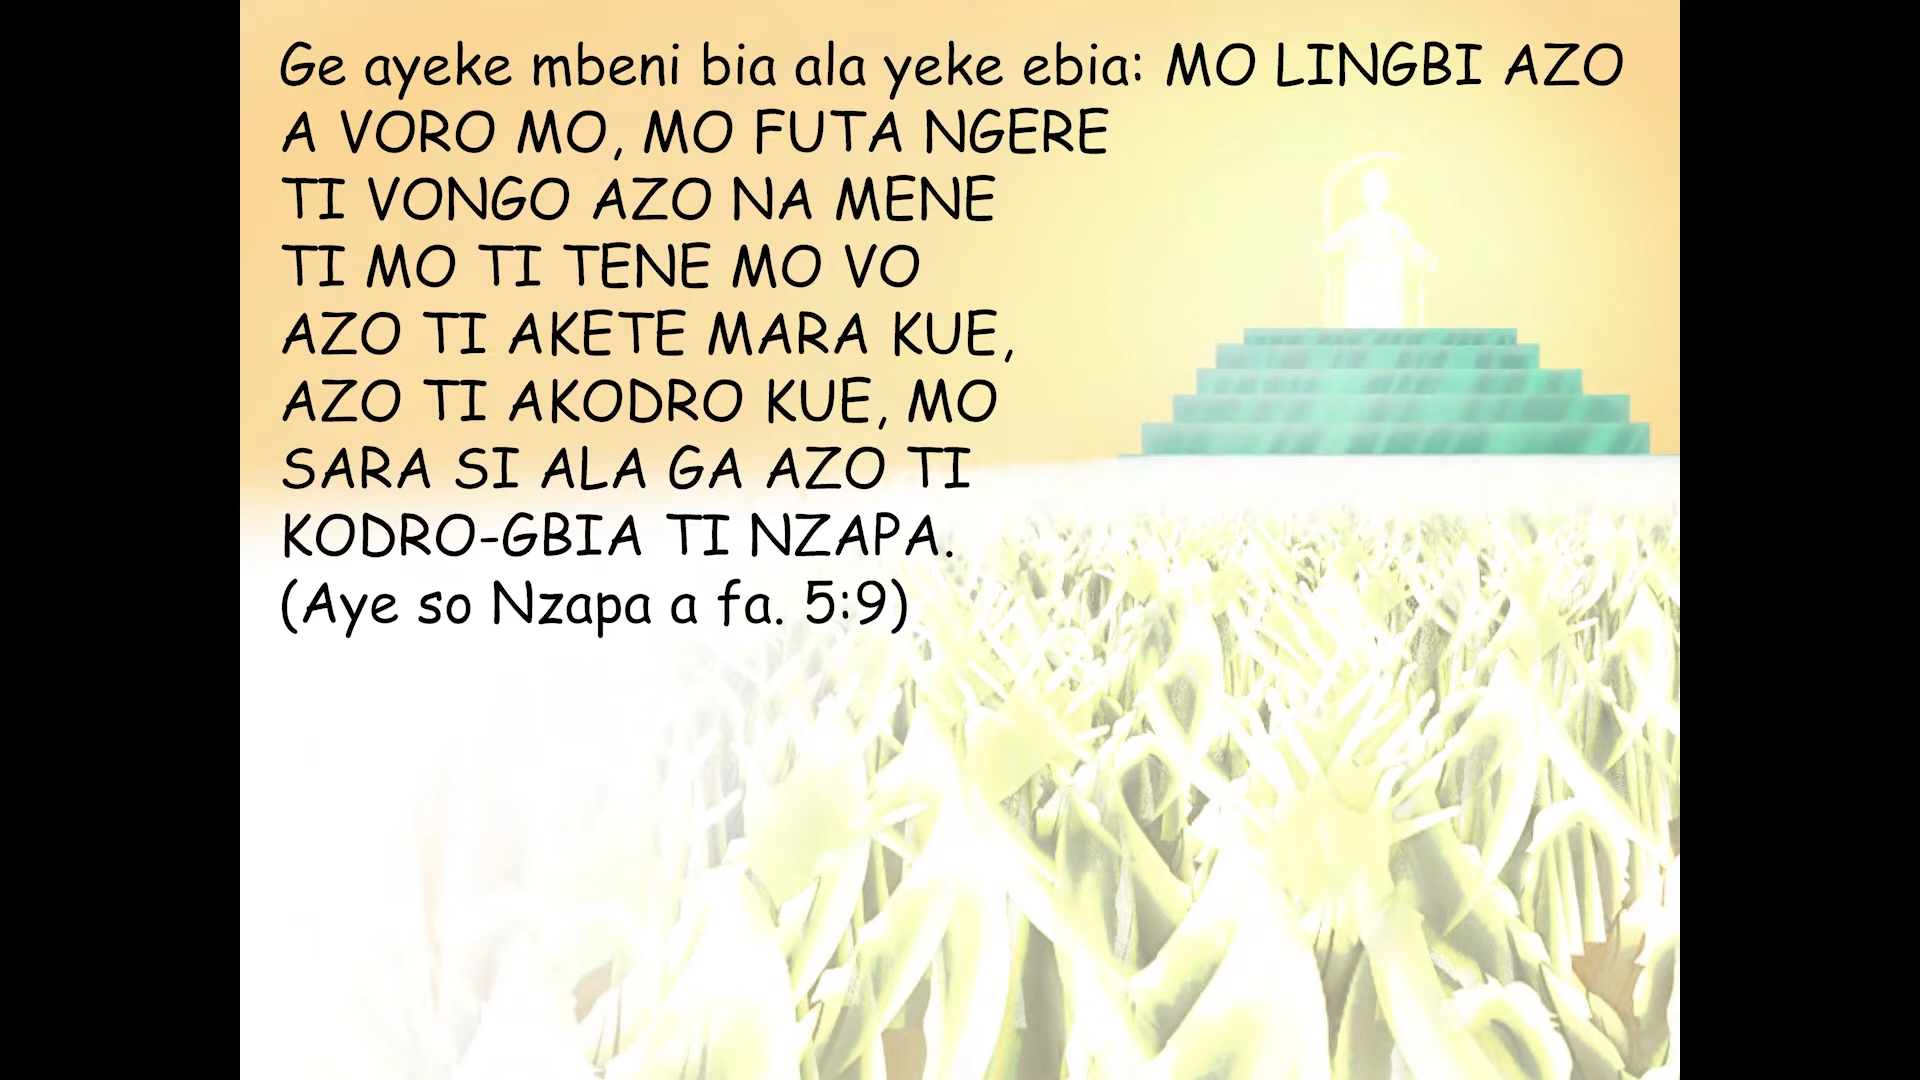 Ge ayeke mbeni bia ala yeke ebia: MO LINGBI AZO
A VORO MO, MO FUTA NGERE
TI VONGO AZO NA MENE
TI MO TI TENE MO VO
AZO TI AKETE MARA KUE,
AZO TI AKODRO KUE, MO
SARA SI ALA GA AZO TI
KODRO-GBIA TI NZAPA.
(Aye so Nzapa a fa. 5:9)